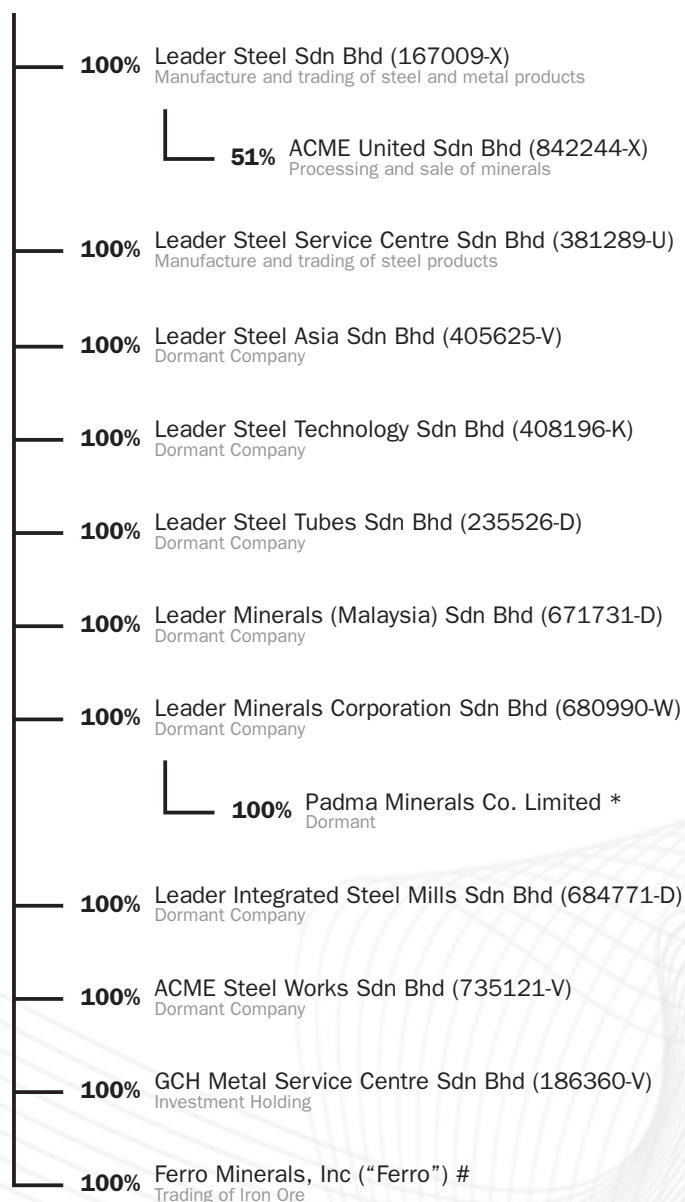 100% Leader Steel Sdn Bhd (167009-X)
Manufacture and trading of steel and metal products
51% ACME United Sdn Bhd (842244-X)
Processing and sale of minerals
100% Leader Steel Service Centre Sdn Bhd (381289-U)
Manufacture and trading of steel products
100% Leader Steel Asia Sdn Bhd (405625-V)
Dormant Company
100% Leader Steel Technology Sdn Bhd (408196-K)
Dormant Company
100% Leader Steel Tubes Sdn Bhd (235526-D)
Dormant Company
100% Leader Minerals (Malaysia) Sdn Bhd (671731-D)
Dormant Company
100% Leader Minerals Corporation Sdn Bhd (680990-W)
Dormant Company
100% Padma Minerals Co. Limited *
Dormant
100% Leader Integrated Steel Mills Sdn Bhd (684771-D)
Dormant Company
100% ACME Steel Works Sdn Bhd (735121-V)
Dormant Company
100% GCH Metal Service Centre Sdn Bhd (186360-V)
Investment Holding
100% Ferro Minerals, Inc (“Ferro”) #
Trading of Iron Ore